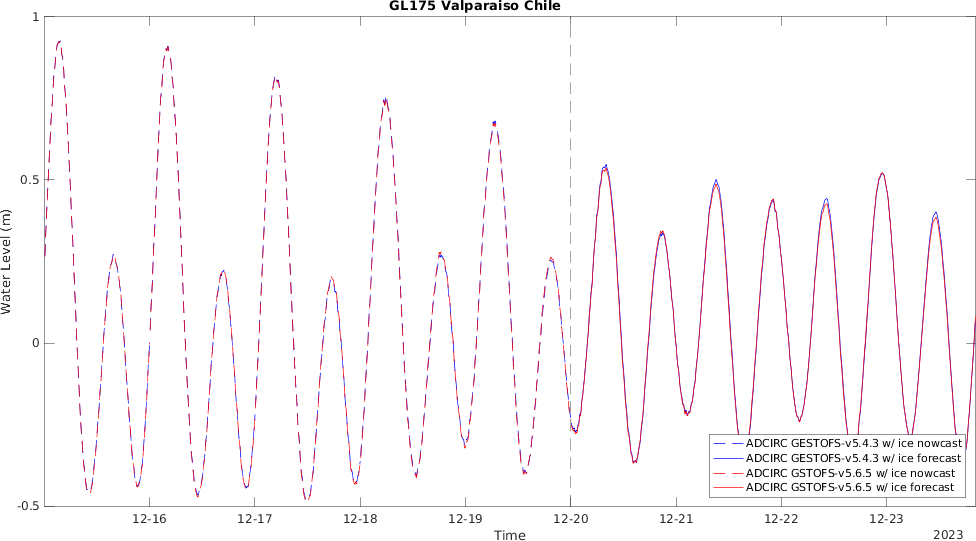 GL175 Valparaiso Chile
1
0.5
0
-0.5
Water Level (m)
12-16
12-17
12-18
12-19
12-20
12-21
12-22
12-23
Time
2023
ADCIRC GESTOFS-v5.4.3 w/ ice nowcast
ADCIRC GESTOFS-v5.4.3 w/ ice forecast
ADCIRC GSTOFS-v5.6.5 w/ ice nowcast
ADCIRC GSTOFS-v5.6.5 w/ ice forecast